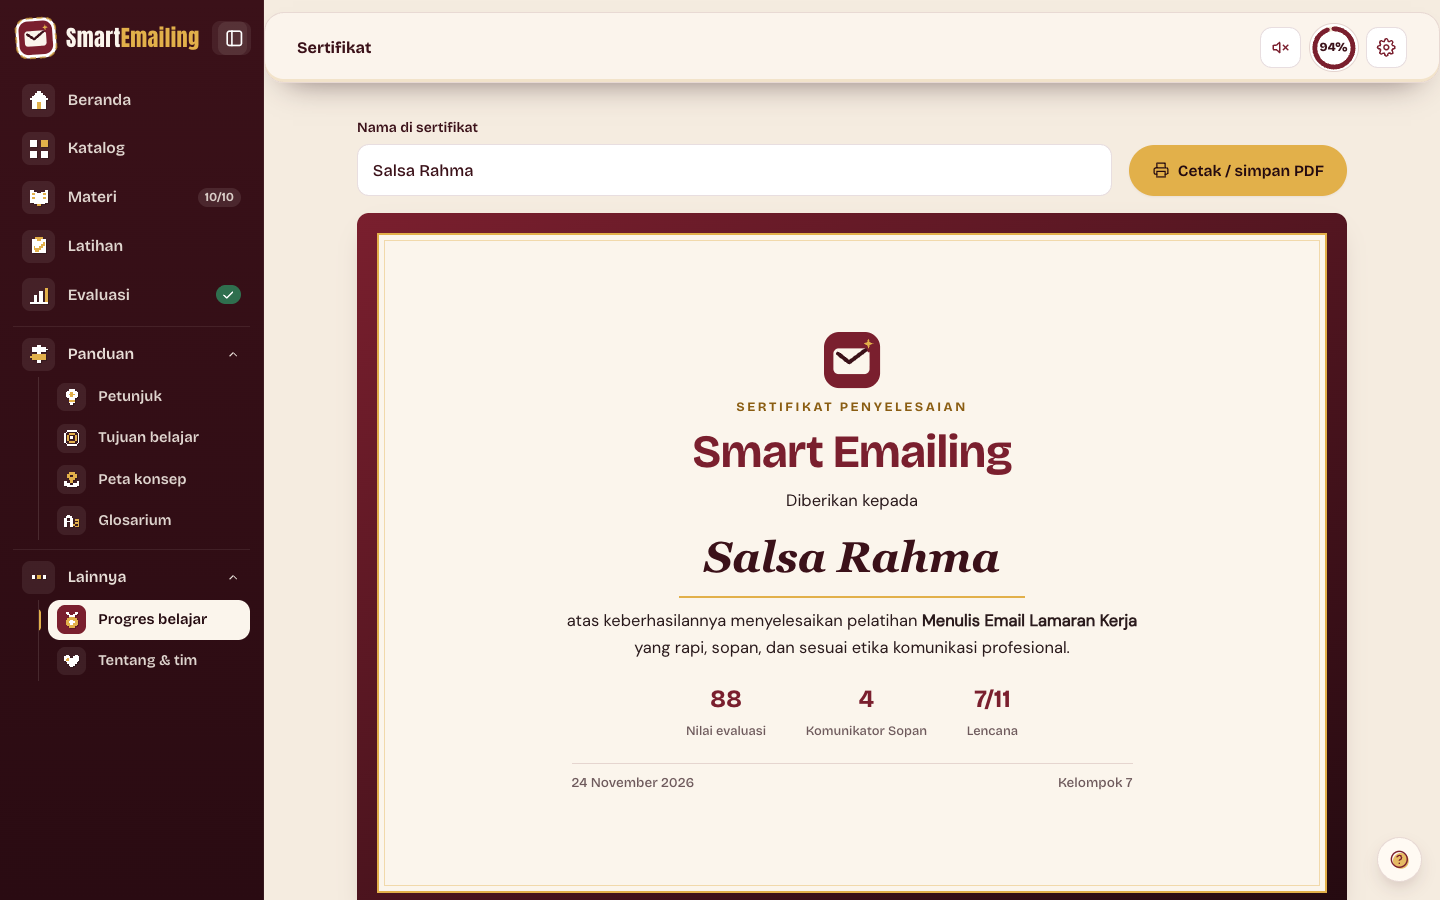 SmartEmailing
Beranda
Katalog
Materi 10/10
Latihan
Evaluasi
Panduan
Petunjuk
Tujuan belajar
Peta konsep
Glosarium
Lainnya
Progres belajar
Tentang & tim
Sertifikat
94%
Nama di sertifikat
Salsa Rahma
Cetak / simpan PDF
SERTIFIKAT PENYELESAIAN
Smart Emailing
Diberikan kepada
Salsa Rahma
atas keberhasilannya menyelesaikan pelatihan Menulis Email Lamaran Kerja
yang rapi, sopan, dan sesuai etika komunikasi profesional.
88 4 7/11
Nilai evaluasi Komunikator Sopan Lencana
24 November 2026 Kelompok 7